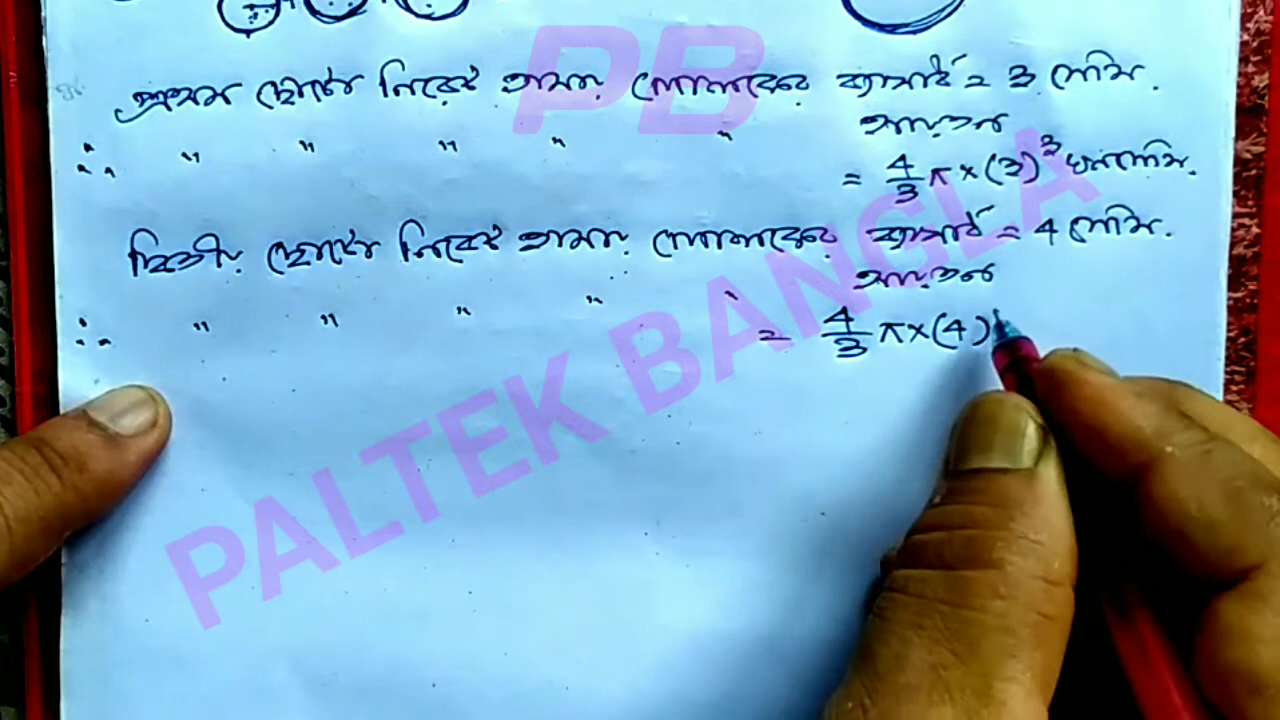 PB
প্রথম ছোটো নিরেট তামার গোলকের ব্যাসার্ধ = 3 সেমি.
আয়তন
∴ " " " " "
= 4/3 π × (3)³ ঘনসেমি.
দ্বিতীয় ছোটো নিরেট তামার গোলকের ব্যাসার্ধ = 4 সেমি.
আয়তন
∴ " " " " "
= 4/3 π × (4)
PALTEK BANGLA